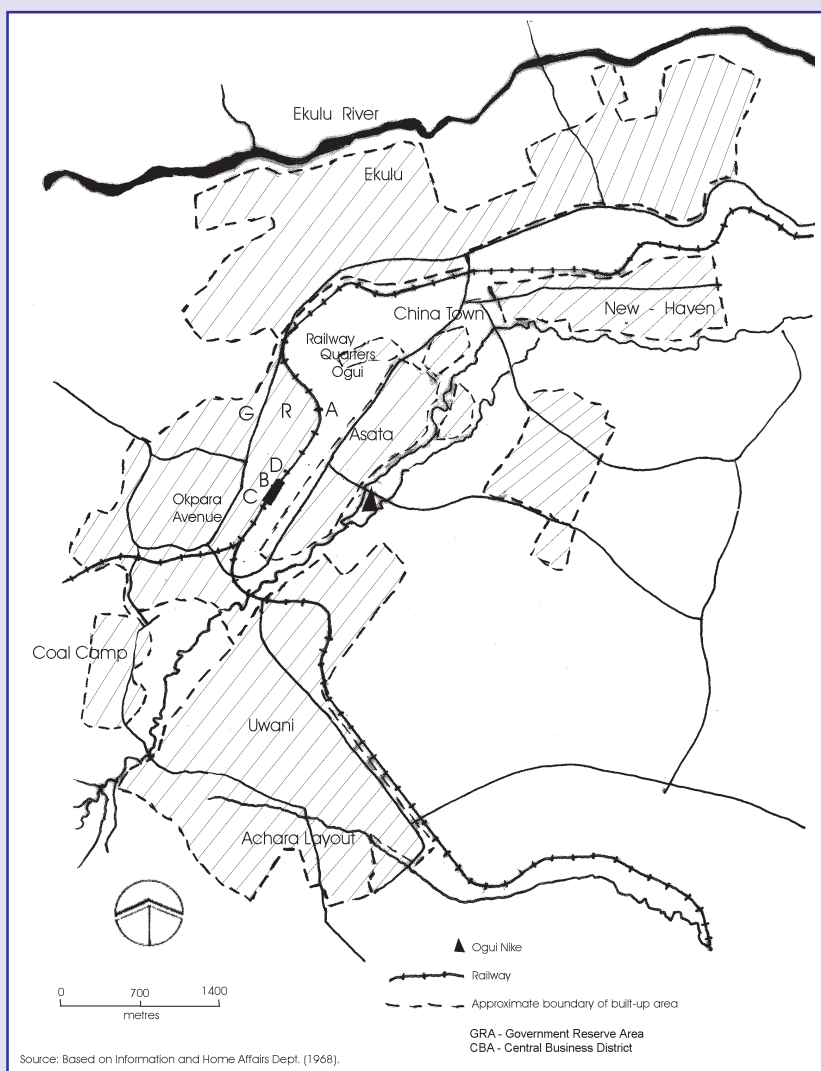 Ekulu River
Ekulu
China Town
New - Haven
Railway
Quarters
Ogui
G R A
Asata
D
B
C
Okpara
Avenue
Coal Camp
Uwani
Achara Layout
Ogui Nike
Railway
Approximate boundary of built-up area
0 700 1400
metres
GRA - Government Reserve Area
CBA - Central Business District
Source: Based on Information and Home Affairs Dept. (1968).